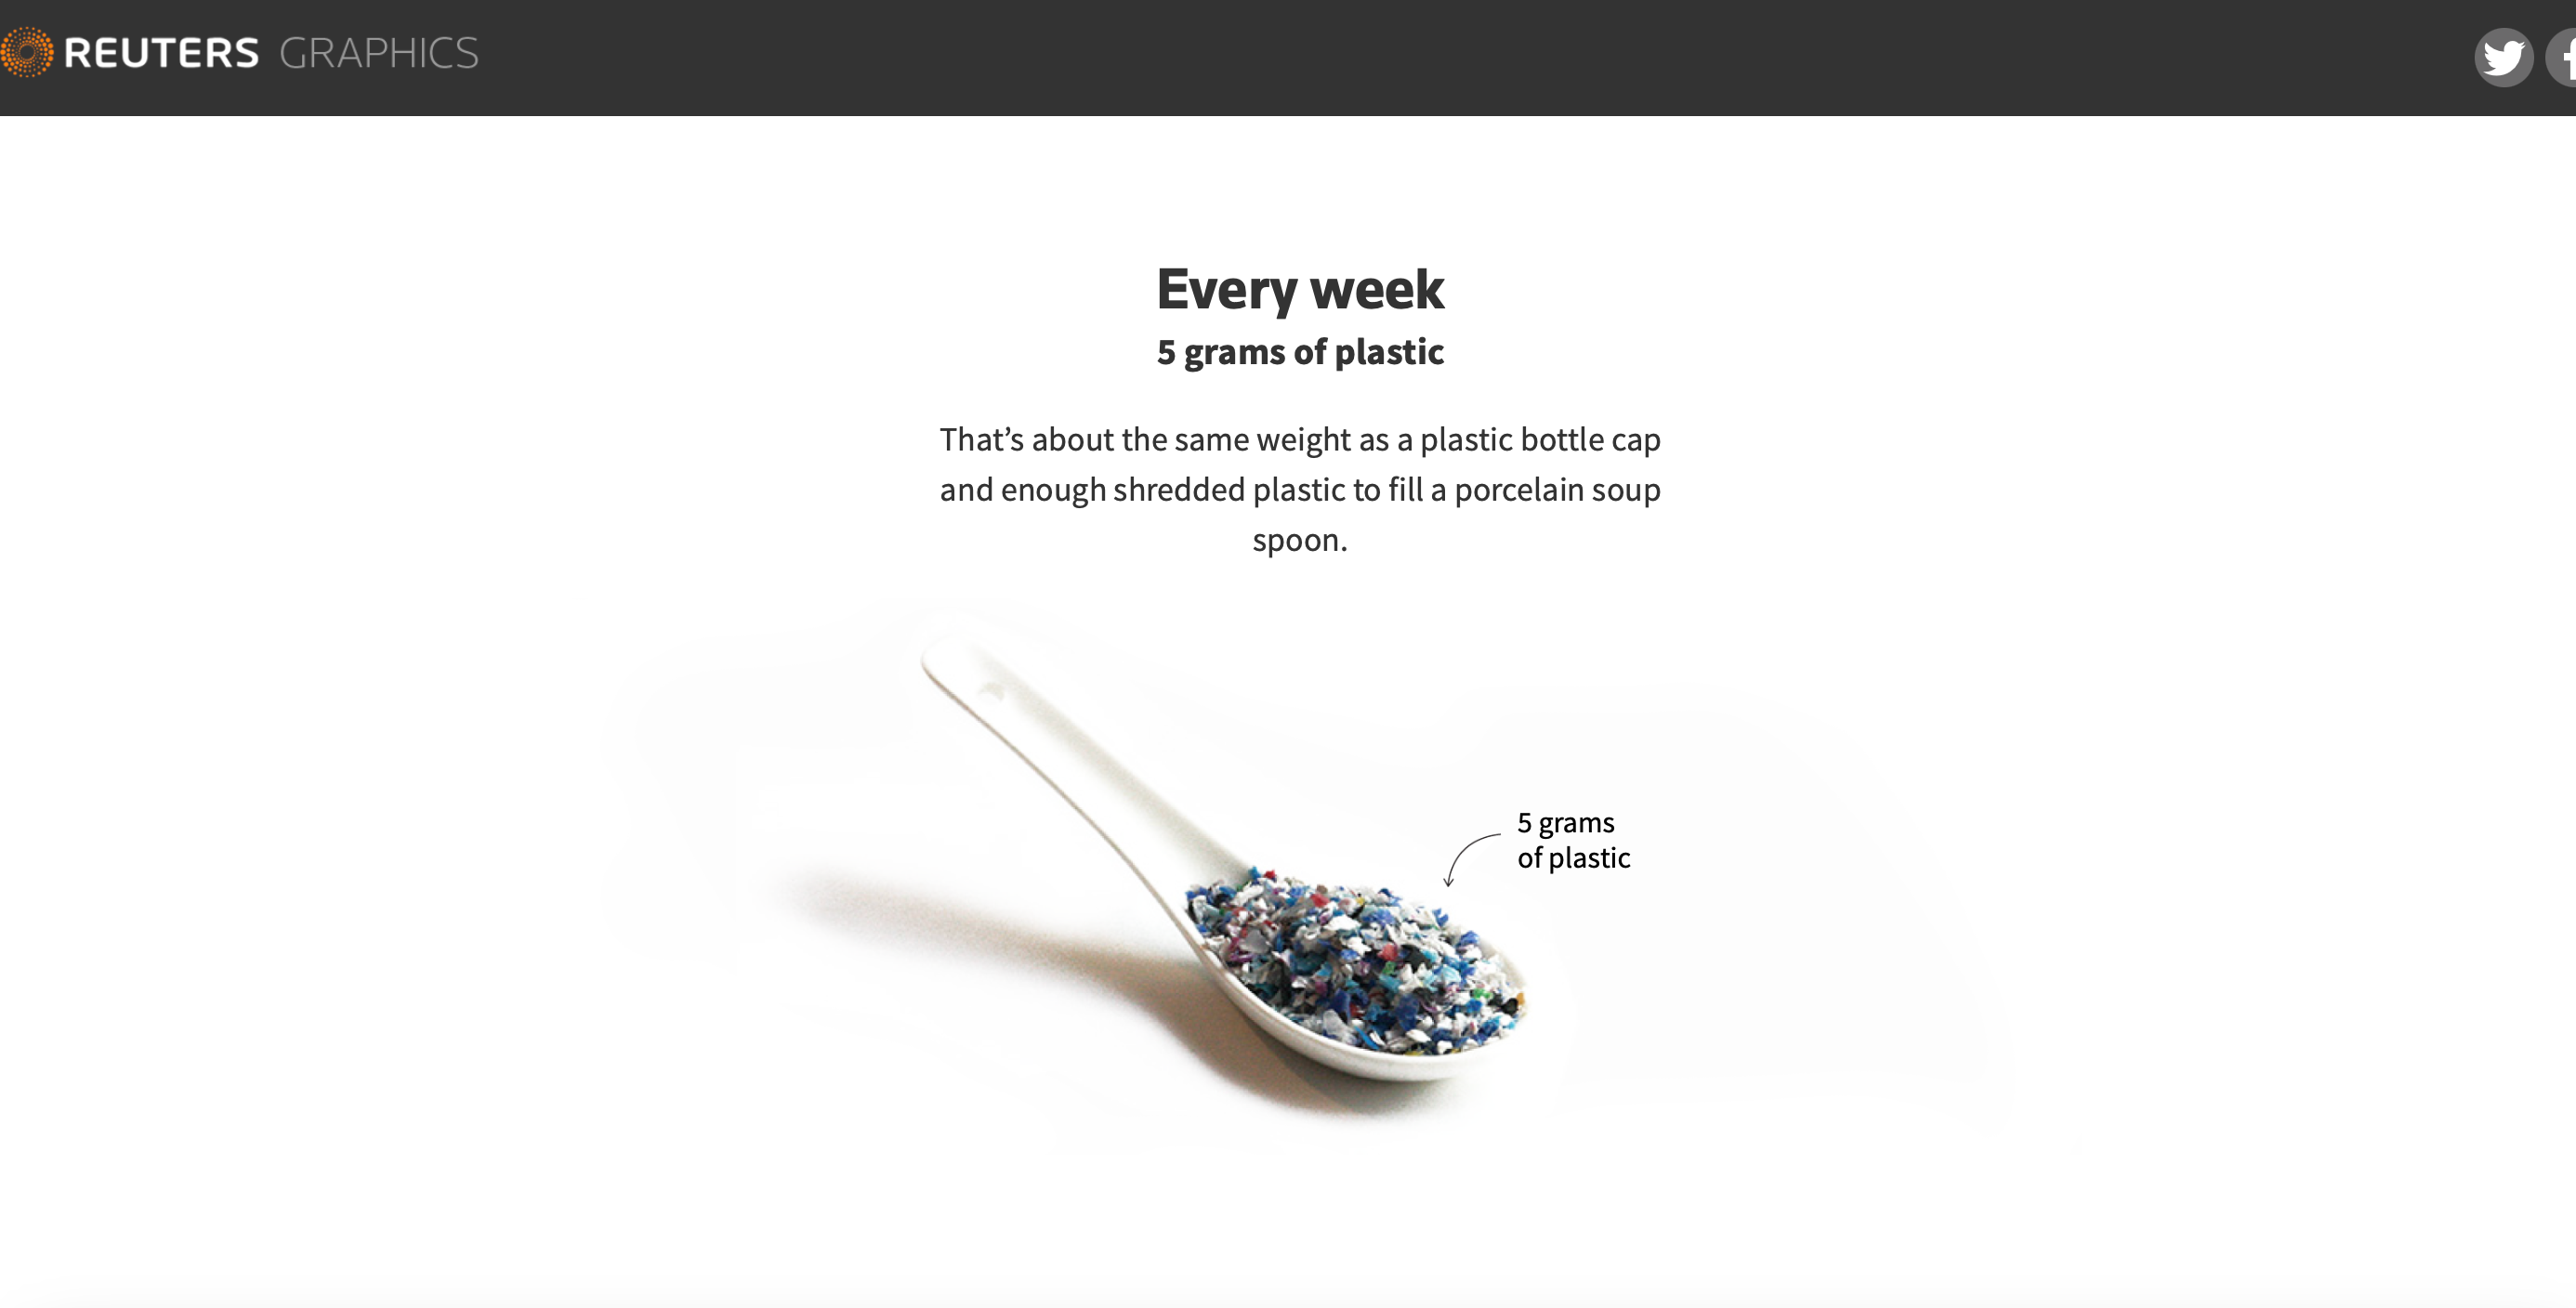 REUTERS GRAPHICS
Every week
5 grams of plastic
That’s about the same weight as a plastic bottle cap
and enough shredded plastic to fill a porcelain soup
spoon.
5 grams
of plastic